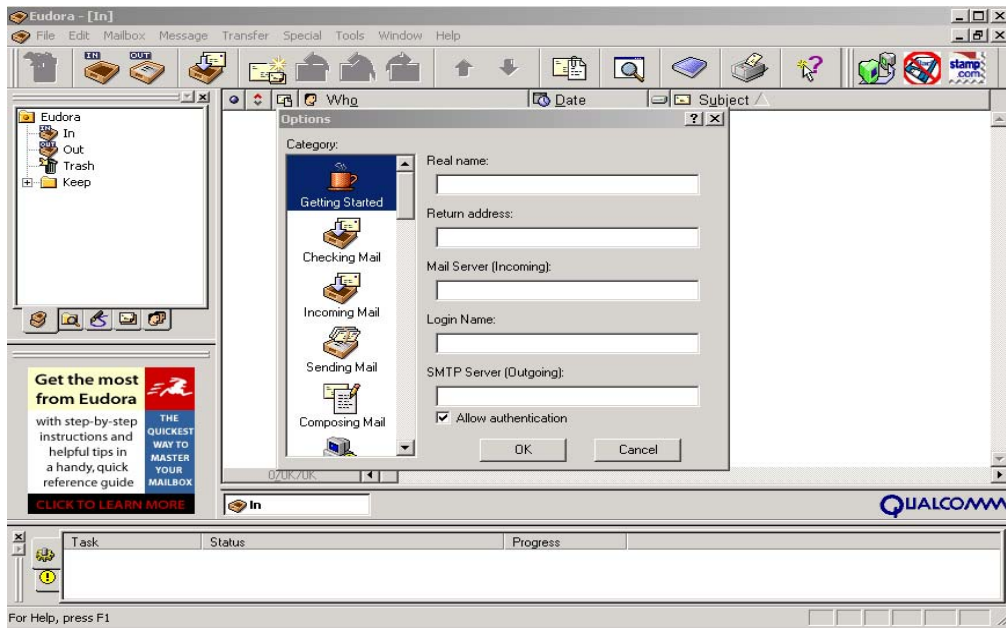 Eudora - [In]
File Edit Mailbox Message Transfer Special Tools Window Help
IN OUT
stamp
.com
Who Date Subject
Eudora
In
Out
Trash
Keep
Options
Category:
Getting Started
Checking Mail
Incoming Mail
Sending Mail
Composing Mail
Real name:
Return address:
Mail Server (Incoming):
Login Name:
SMTP Server (Outgoing):
Allow authentication
OK Cancel
0/0K/0K
In
QUALCOMM
Get the most
from Eudora
with step-by-step
instructions and
helpful tips in
a handy, quick
reference guide
THE
QUICKEST
WAY TO
MASTER
YOUR
MAILBOX
CLICK TO LEARN MORE
Task Status Progress
For Help, press F1